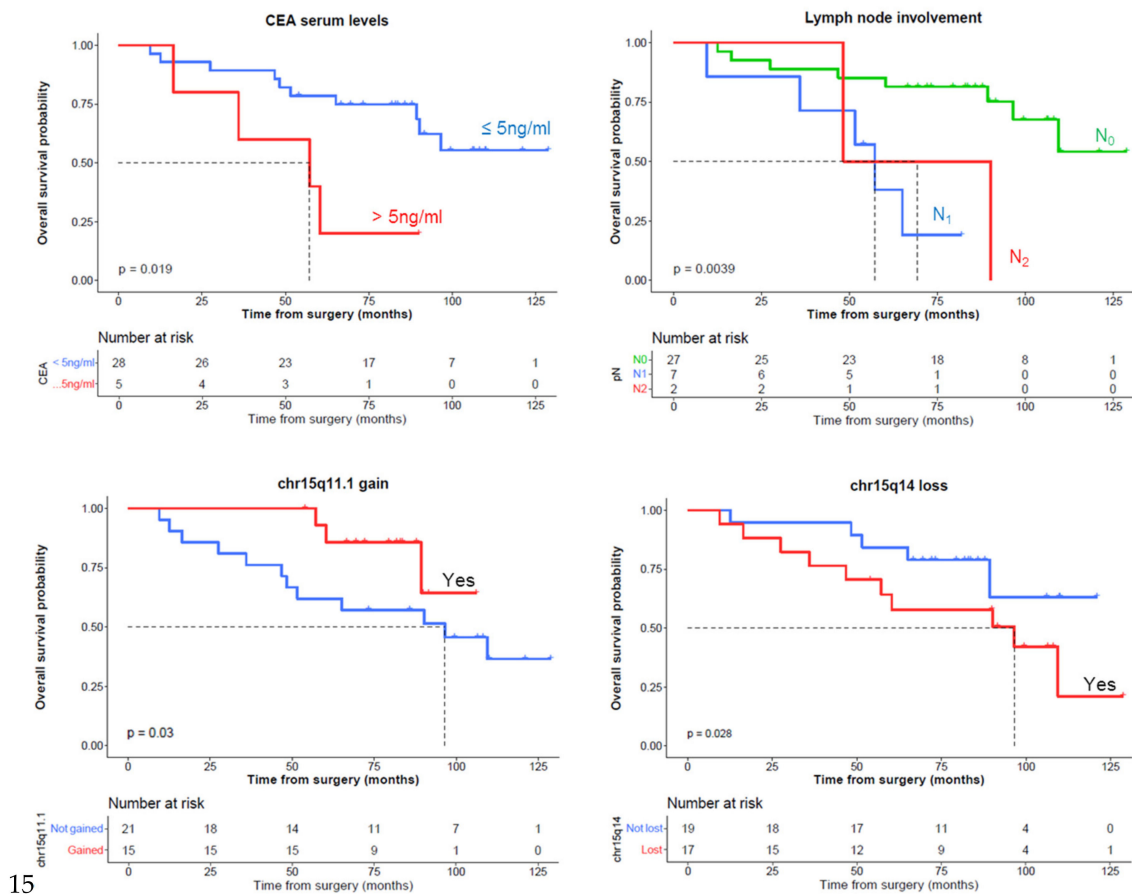 CEA serum levels
Overall survival probability
1.00
0.75
0.50
0.25
0.00
≤ 5ng/ml
> 5ng/ml
p = 0.019
0 25 50 75 100 125
Time from surgery (months)
Number at risk
CEA
< 5ng/ml 28 26 23 17 7 1
...5ng/ml 5 4 3 1 0 0
0 25 50 75 100 125
Time from surgery (months)
Lymph node involvement
Overall survival probability
1.00
0.75
0.50
0.25
0.00
N0
N1
N2
p = 0.0039
0 25 50 75 100 125
Time from surgery (months)
Number at risk
pN
N0 27 25 23 18 8 1
N1 7 6 5 1 0 0
N2 2 2 1 1 0 0
0 25 50 75 100 125
Time from surgery (months)
chr15q11.1 gain
Overall survival probability
1.00
0.75
0.50
0.25
0.00
Yes
p = 0.03
0 25 50 75 100 125
Time from surgery (months)
Number at risk
chr15q11.1
Not gained 21 18 14 11 7 1
Gained 15 15 15 9 1 0
0 25 50 75 100 125
Time from surgery (months)
chr15q14 loss
Overall survival probability
1.00
0.75
0.50
0.25
0.00
Yes
p = 0.028
0 25 50 75 100 125
Time from surgery (months)
Number at risk
chr15q14
Not lost 19 18 17 11 4 0
Lost 17 15 12 9 4 1
0 25 50 75 100 125
Time from surgery (months)
15